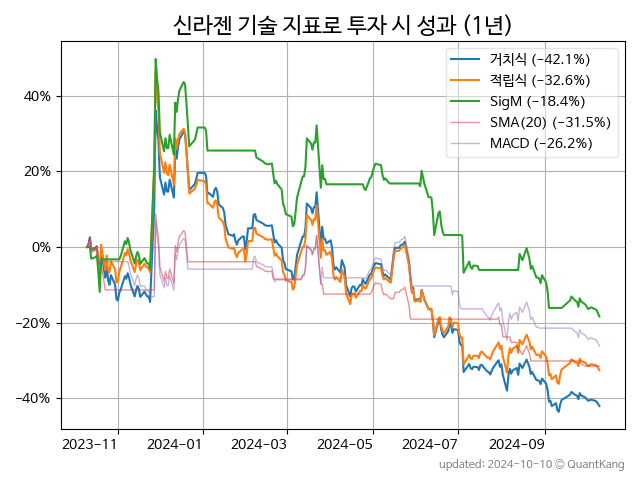 신라젠 기술 지표로 투자 시 성과 (1년)
거치식 (−42.1%)
적립식 (−32.6%)
SigM (−18.4%)
SMA(20) (−31.5%)
MACD (−26.2%)
40%
20%
0%
−20%
−40%
2023-11 2024-01 2024-03 2024-05 2024-07 2024-09
updated: 2024-10-10 © QuantKang